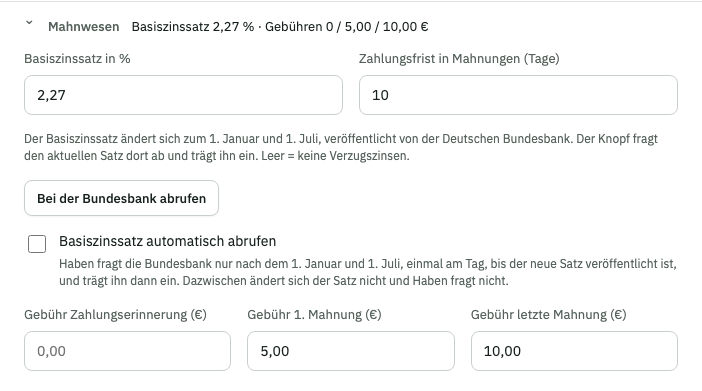 Mahnwesen Basiszinssatz 2,27 % · Gebühren 0 / 5,00 / 10,00 €
Basiszinssatz in % Zahlungsfrist in Mahnungen (Tage)
2,27 10
Der Basiszinssatz ändert sich zum 1. Januar und 1. Juli, veröffentlicht von der Deutschen Bundesbank. Der Knopf fragt
den aktuellen Satz dort ab und trägt ihn ein. Leer = keine Verzugszinsen.
Bei der Bundesbank abrufen
Basiszinssatz automatisch abrufen
Haben fragt die Bundesbank nur nach dem 1. Januar und 1. Juli, einmal am Tag, bis der neue Satz veröffentlicht ist,
und trägt ihn dann ein. Dazwischen ändert sich der Satz nicht und Haben fragt nicht.
Gebühr Zahlungserinnerung (€) Gebühr 1. Mahnung (€) Gebühr letzte Mahnung (€)
0,00 5,00 10,00